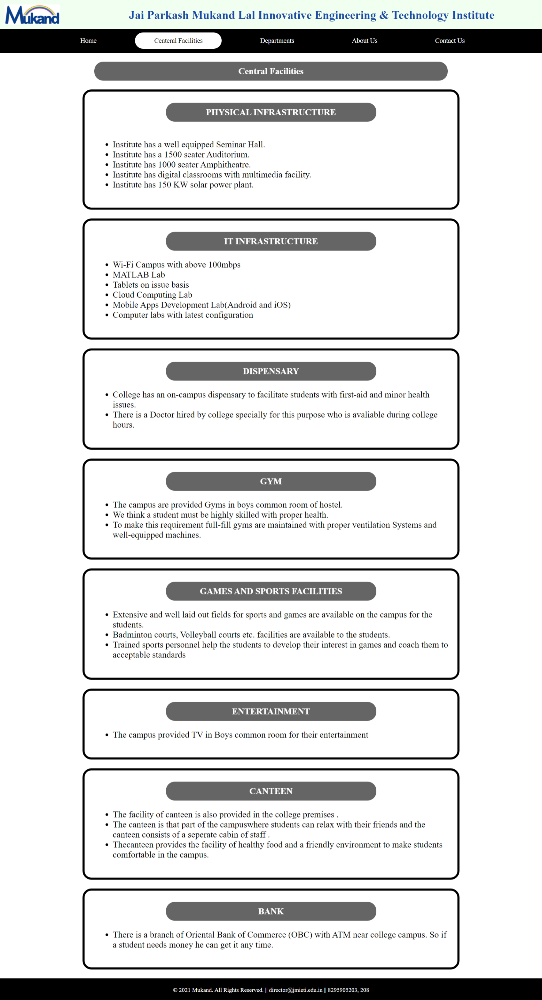 Mukand
Jai Parkash Mukand Lal Innovative Engineering & Technology Institute
Home
Centeral Facilities
Departments
About Us
Contact Us
Central Facilities
PHYSICAL INFRASTRUCTURE
Institute has a well equipped Seminar Hall.
Institute has a 1500 seater Auditorium.
Institute has 1000 seater Amphitheatre.
Institute has digital classrooms with multimedia facility.
Institute has 150 KW solar power plant.
IT INFRASTRUCTURE
Wi-Fi Campus with above 100mbps
MATLAB Lab
Tablets on issue basis
Cloud Computing Lab
Mobile Apps Development Lab(Android and iOS)
Computer labs with latest configuration
DISPENSARY
College has an on-campus dispensary to facilitate students with first-aid and minor health
issues.
There is a Doctor hired by college specially for this purpose who is avaliable during college
hours.
GYM
The campus are provided Gyms in boys common room of hostel.
We think a student must be highly skilled with proper health.
To make this requirement full-fill gyms are maintained with proper ventilation Systems and
well-equipped machines.
GAMES AND SPORTS FACILITIES
Extensive and well laid out fields for sports and games are available on the campus for the
students.
Badminton courts, Volleyball courts etc. facilities are available to the students.
Trained sports personnel help the students to develop their interest in games and coach them to
acceptable standards
ENTERTAINMENT
The campus provided TV in Boys common room for their entertainment
CANTEEN
The facility of canteen is also provided in the college premises .
The canteen is that part of the campuswhere students can relax with their friends and the
canteen consists of a seperate cabin of staff .
Thecanteen provides the facility of healthy food and a friendly environment to make students
comfortable in the campus.
BANK
There is a branch of Oriental Bank of Commerce (OBC) with ATM near college campus. So if
a student needs money he can get it any time.
© 2021 Mukand. All Rights Reserved. || director@jmieti.edu.in || 8295905203, 208